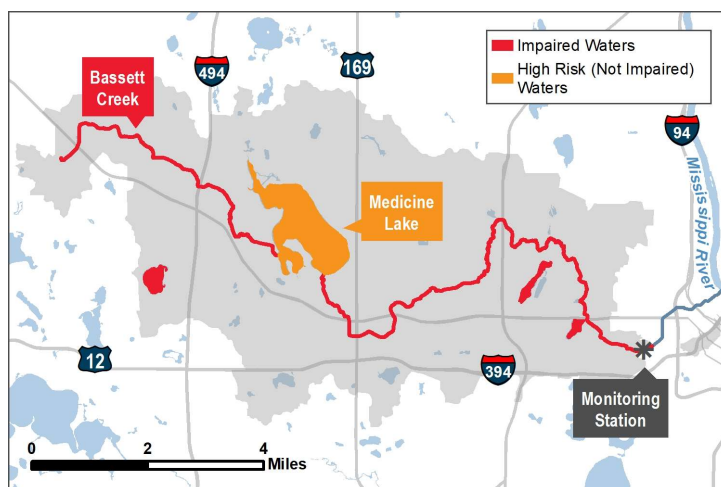 Impaired Waters
High Risk (Not Impaired)
Waters
Bassett
Creek
494
169
94
Medicine
Lake
Mississippi River
12
394
Monitoring
Station
0
2
4
Miles